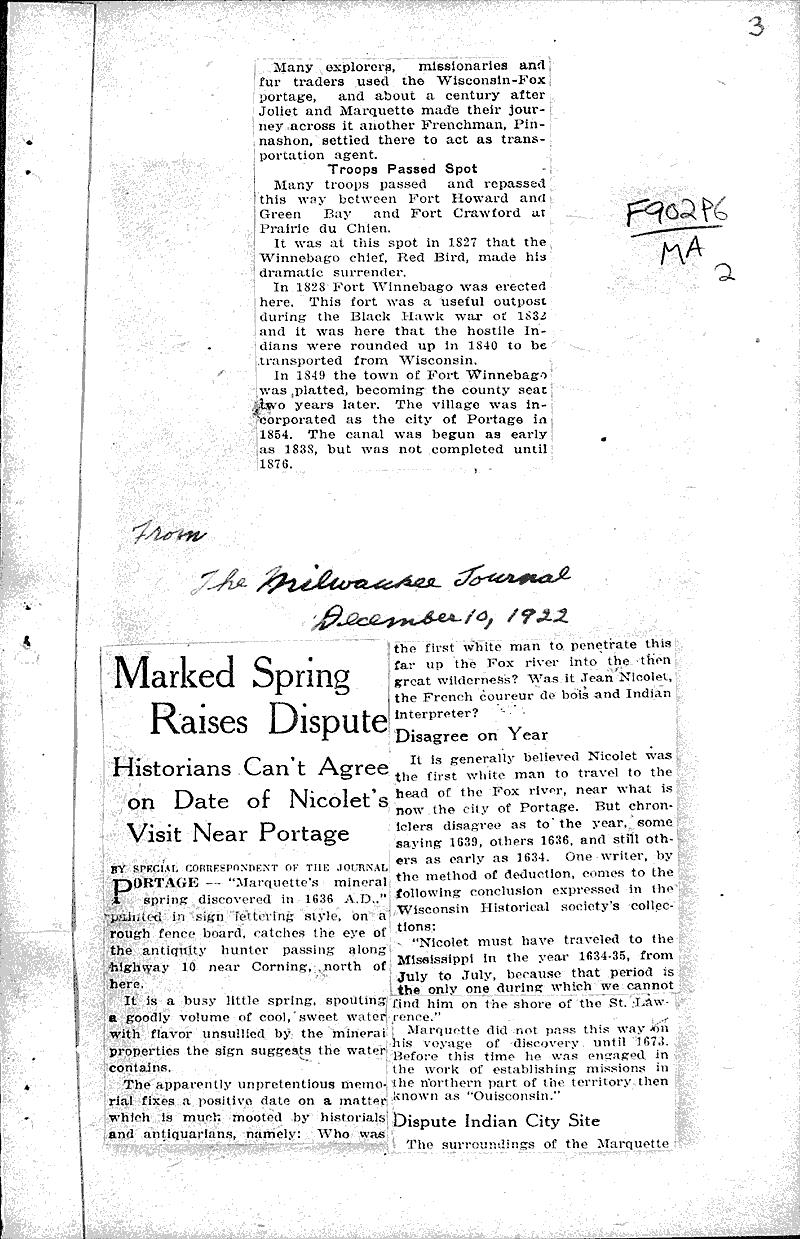 3
Many explorers, missionaries and
fur traders used the Wisconsin-Fox
portage, and about a century after
Joliet and Marquette made their jour-
ney across it another Frenchman, Pin-
nashon, settled there to act as trans-
portation agent.
Troops Passed Spot
Many troops passed and repassed
this way between Fort Howard and
Green Bay and Fort Crawford at
Prairie du Chien.
It was at this spot in 1827 that the
Winnebago chief, Red Bird, made his
dramatic surrender.
In 1828 Fort Winnebago was erected
here. This fort was a useful outpost
during the Black Hawk war of 1832
and it was here that the hostile In-
dians were rounded up in 1840 to be
transported from Wisconsin.
In 1849 the town of Fort Winnebago
was platted, becoming the county seat
two years later. The village was in-
corporated as the city of Portage in
1854. The canal was begun as early
as 1838, but was not completed until
1876.
F902P6
MA
2
From
The Milwaukee Journal
December 10, 1922
Marked Spring
Raises Dispute
Historians Can't Agree
on Date of Nicolet's
Visit Near Portage
BY SPECIAL CORRESPONDENT OF THE JOURNAL
PORTAGE — "Marquette's mineral
spring discovered in 1636 A.D.,"
painted in sign lettering style, on a
rough fence board, catches the eye of
the antiquity hunter passing along
highway 10 near Corning, north of
here.
It is a busy little spring, spouting
a goodly volume of cool, sweet water
with flavor unsullied by the mineral
properties the sign suggests the water
contains.
The apparently unpretentious memo-
rial fixes a positive date on a matter
which is much mooted by historials
and antiquarians, namely: Who was
the first white man to penetrate this
far up the Fox river into the then
great wilderness? Was it Jean Nicolet,
the French coureur de bois and Indian
interpreter?
Disagree on Year
It is generally believed Nicolet was
the first white man to travel to the
head of the Fox river, near what is
now the city of Portage. But chron-
iclers disagree as to the year, some
saying 1639, others 1636, and still oth-
ers as early as 1634. One writer, by
the method of deduction, comes to the
following conclusion expressed in the
Wisconsin Historical society's collec-
tions:
"Nicolet must have traveled to the
Mississippi in the year 1634-35, from
July to July, because that period is
the only one during which we cannot
find him on the shore of the St. Law-
rence."
Marquette did not pass this way on
his voyage of discovery until 1673.
Before this time he was engaged in
the work of establishing missions in
the northern part of the territory then
known as "Ouisconsin."
Dispute Indian City Site
The surroundings of the Marquette